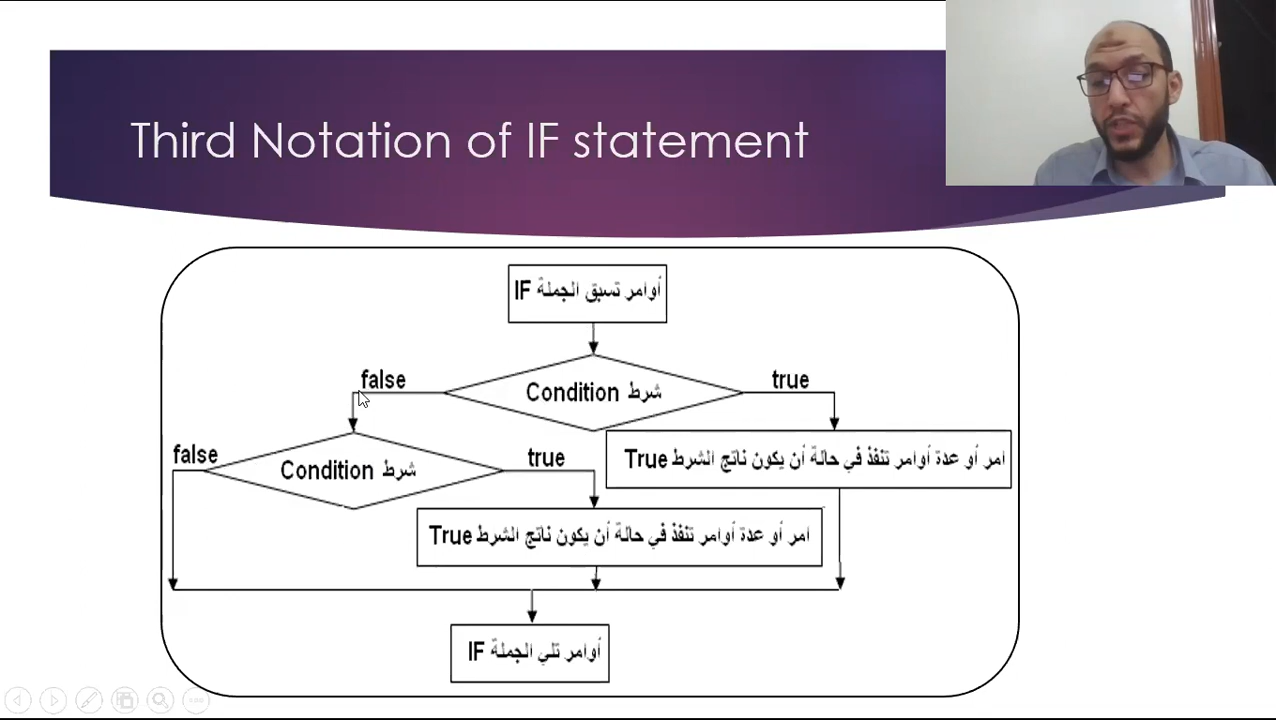 Third Notation of IF statement
أوامر تسبق الجملة IF
false
شرط Condition
true
false
شرط Condition
true
امر أو عدة أوامر تنفذ في حالة أن يكون ناتج الشرط True
امر أو عدة أوامر تنفذ في حالة أن يكون ناتج الشرط True
أوامر تلي الجملة IF